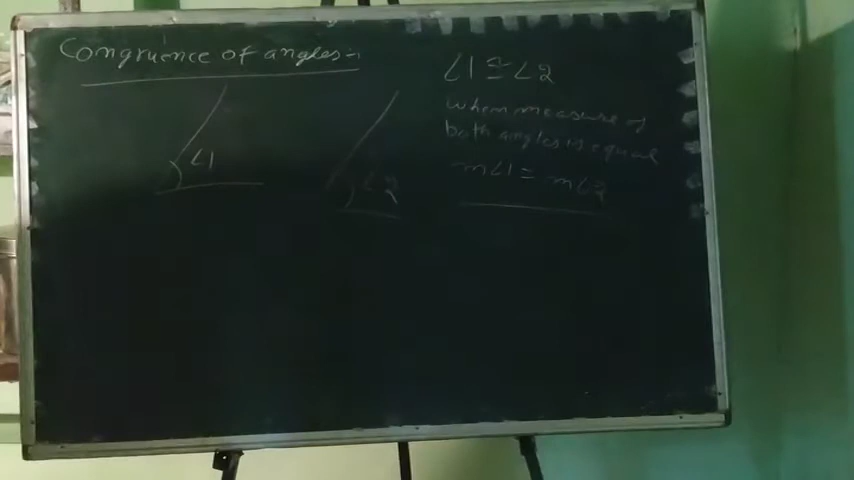 Congruence of angles :-
∠1
∠2
∠1 ≅ ∠2
when measure of
both angles is equal
m∠1 = m∠2